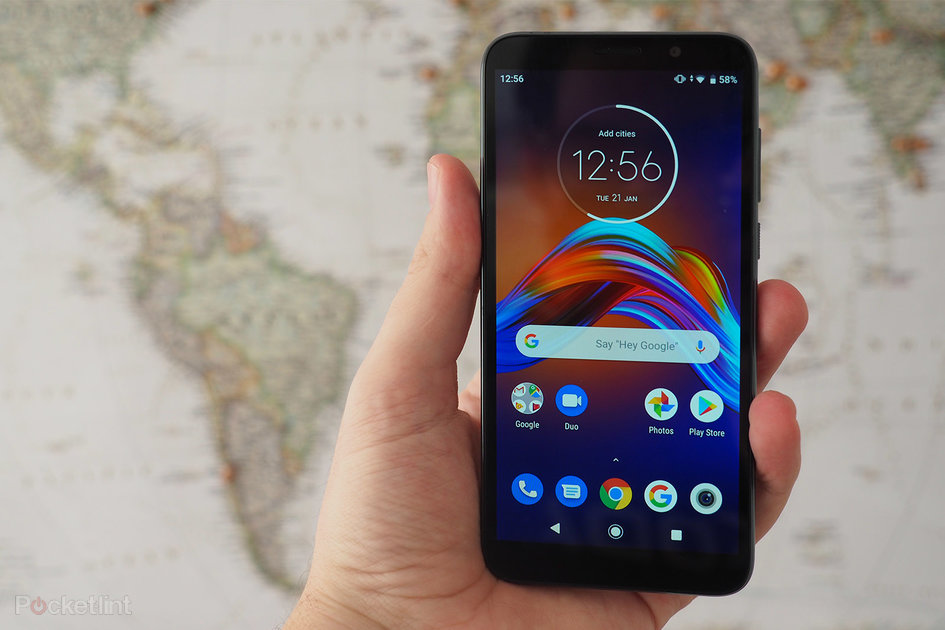 12:56
58%
Add cities
12:56
TUE 21 JAN
Say "Hey Google"
Google
Duo
Photos
Play Store
Pocketlint